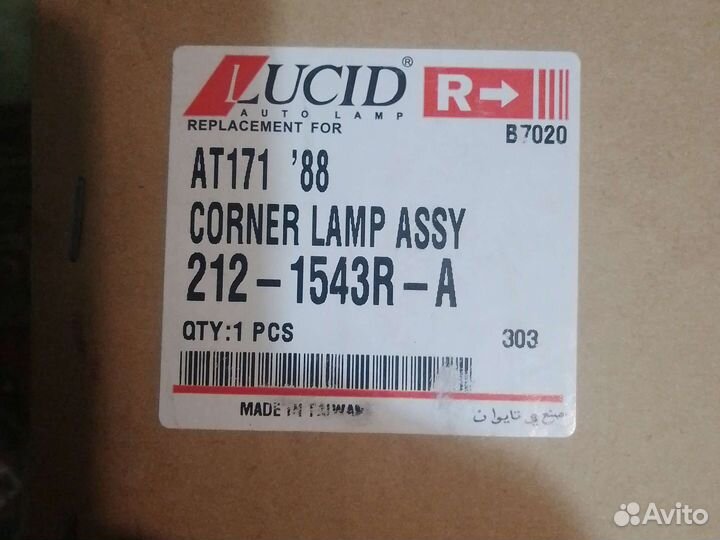 LUCID®
AUTO LAMP
REPLACEMENT FOR
R→
B7020
AT171 '88
CORNER LAMP ASSY
212-1543R-A
QTY:1 PCS
303
MADE IN TAIWAN
صنع في تايوان
Avito